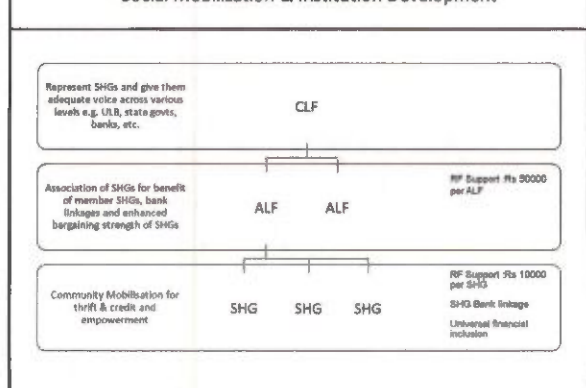 Social Mobilization & Institution Development
Represent SHGs and give them
adequate voice across various
levels e.g. ULB, state govts,
banks, etc.
CLF
Association of SHGs for benefit
of member SHGs, bank
linkages and enhanced
bargaining strength of SHGs
ALF ALF
RF Support :Rs 50000
per ALF
Community Mobilisation for
thrift & credit and
empowerment
SHG SHG SHG
RF Support :Rs 10000
per SHG
SHG Bank linkage
Universal financial
inclusion